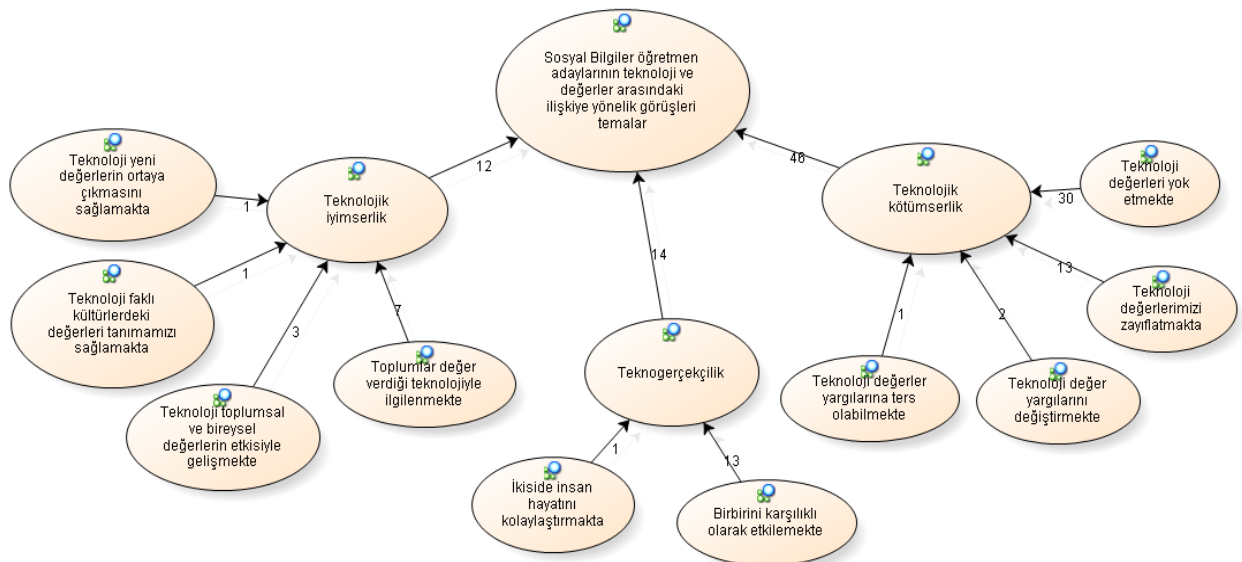 Sosyal Bilgiler öğretmen
adaylarının teknoloji ve
değerler arasındaki
ilişkiye yönelik görüşleri
temalar
Teknoloji yeni
değerlerin ortaya
çıkmasını
sağlamakta
1
Teknolojik
iyimserlik
12
14
46
Teknolojik
kötümserlik
Teknoloji
değerleri yok
etmekte
30
Teknoloji faklı
kültürlerdeki
değerleri tanımamızı
sağlamakta
1
3
7
Teknoloji toplumsal
ve bireysel
değerlerin etkisiyle
gelişmekte
Toplumlar değer
verdiği teknolojiyle
ilgilenmekte
Teknogerçekçilik
1
13
İkiside insan
hayatını
kolaylaştırmakta
Birbirini karşılıklı
olarak etkilemekte
1
2
13
Teknoloji değerler
yargılarına ters
olabilmekte
Teknoloji değer
yargılarını
değiştirmekte
Teknoloji
değerlerimizi
zayıflatmakta